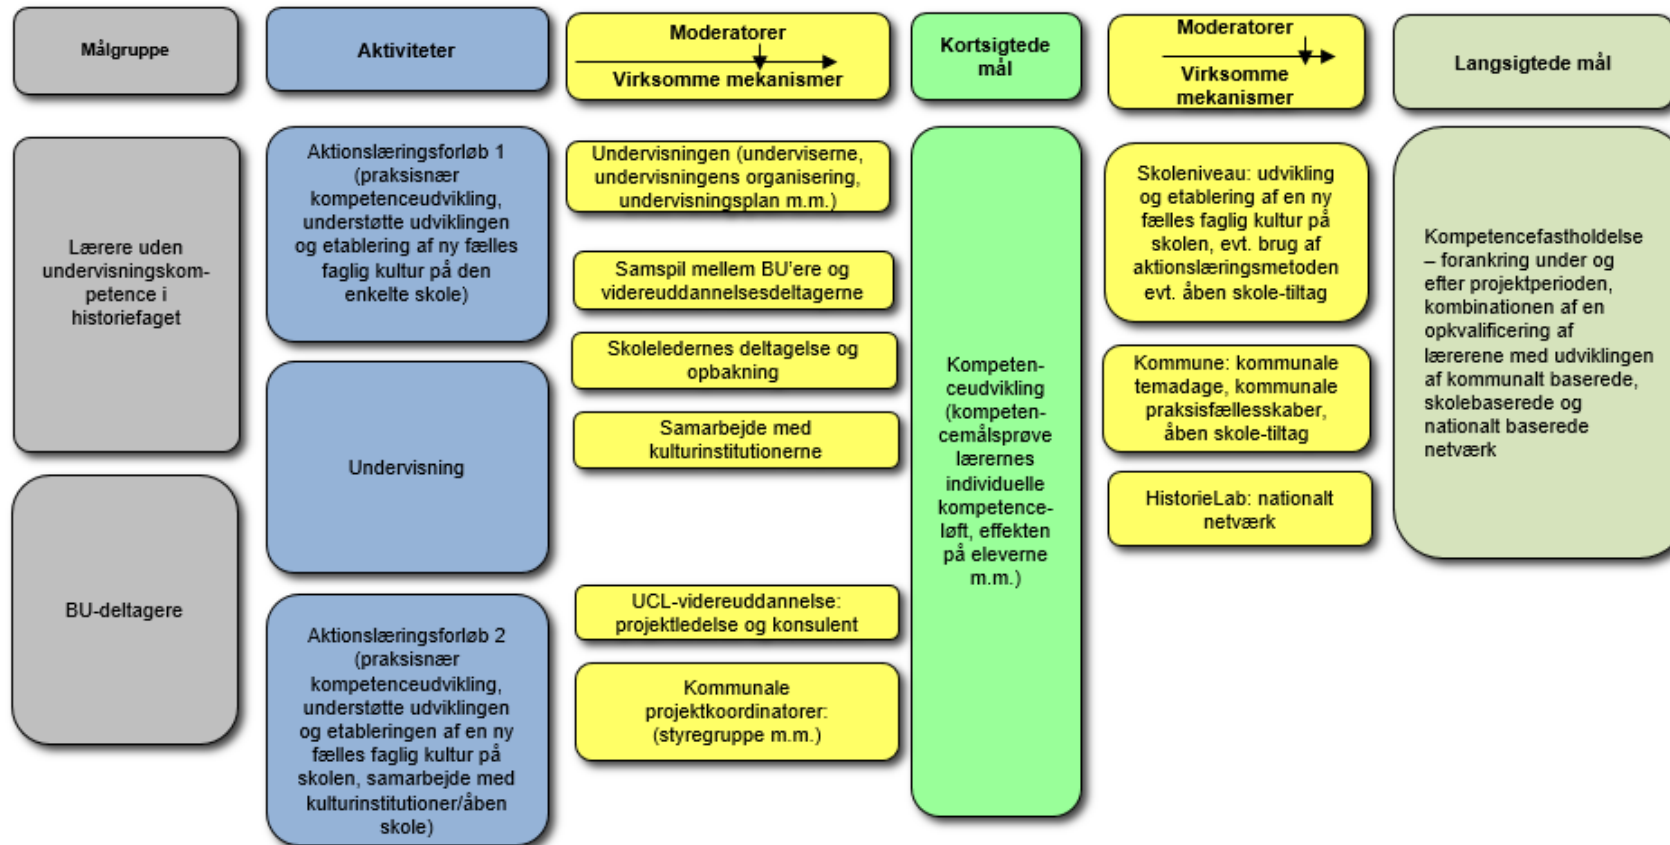 Målgruppe
Aktiviteter
Moderatorer
Virksomme mekanismer
Kortsigtede
mål
Moderatorer
Virksomme
mekanismer
Langsigtede mål
Lærere uden
undervisningskom-
petence i
historiefaget
BU-deltagere
Aktionslæringsforløb 1
(praksisnær
kompetenceudvikling,
understøtte udviklingen
og etablering af ny fælles
faglig kultur på den
enkelte skole)
Undervisning
Aktionslæringsforløb 2
(praksisnær
kompetenceudvikling,
understøtte udviklingen
og etableringen af en ny
fælles faglig kultur på
skolen, samarbejde med
kulturinstitutioner/åben
skole)
Undervisningen (underviserne,
undervisningens organisering,
undervisningsplan m.m.)
Samspil mellem BU'ere og
videreuddannelsesdeltagerne
Skoleledernes deltagelse og
opbakning
Samarbejde med
kulturinstitutionerne
UCL-videreuddannelse:
projektledelse og konsulent
Kommunale
projektkoordinatorer:
(styregruppe m.m.)
Kompeten-
ceudvikling
(kompeten-
cemålsprøve
lærernes
individuelle
kompetence-
løft, effekten
på eleverne
m.m.)
Skoleniveau: udvikling
og etablering af en ny
fælles faglig kultur på
skolen, evt. brug af
aktionslæringsmetoden
evt. åben skole-tiltag
Kommune: kommunale
temadage, kommunale
praksisfællesskaber,
åben skole-tiltag
HistorieLab: nationalt
netværk
Kompetencefastholdelse
– forankring under og
efter projektperioden,
kombinationen af en
opkvalificering af
lærerene med udviklingen
af kommunalt baserede,
skolebaserede og
nationalt baserede
netværk